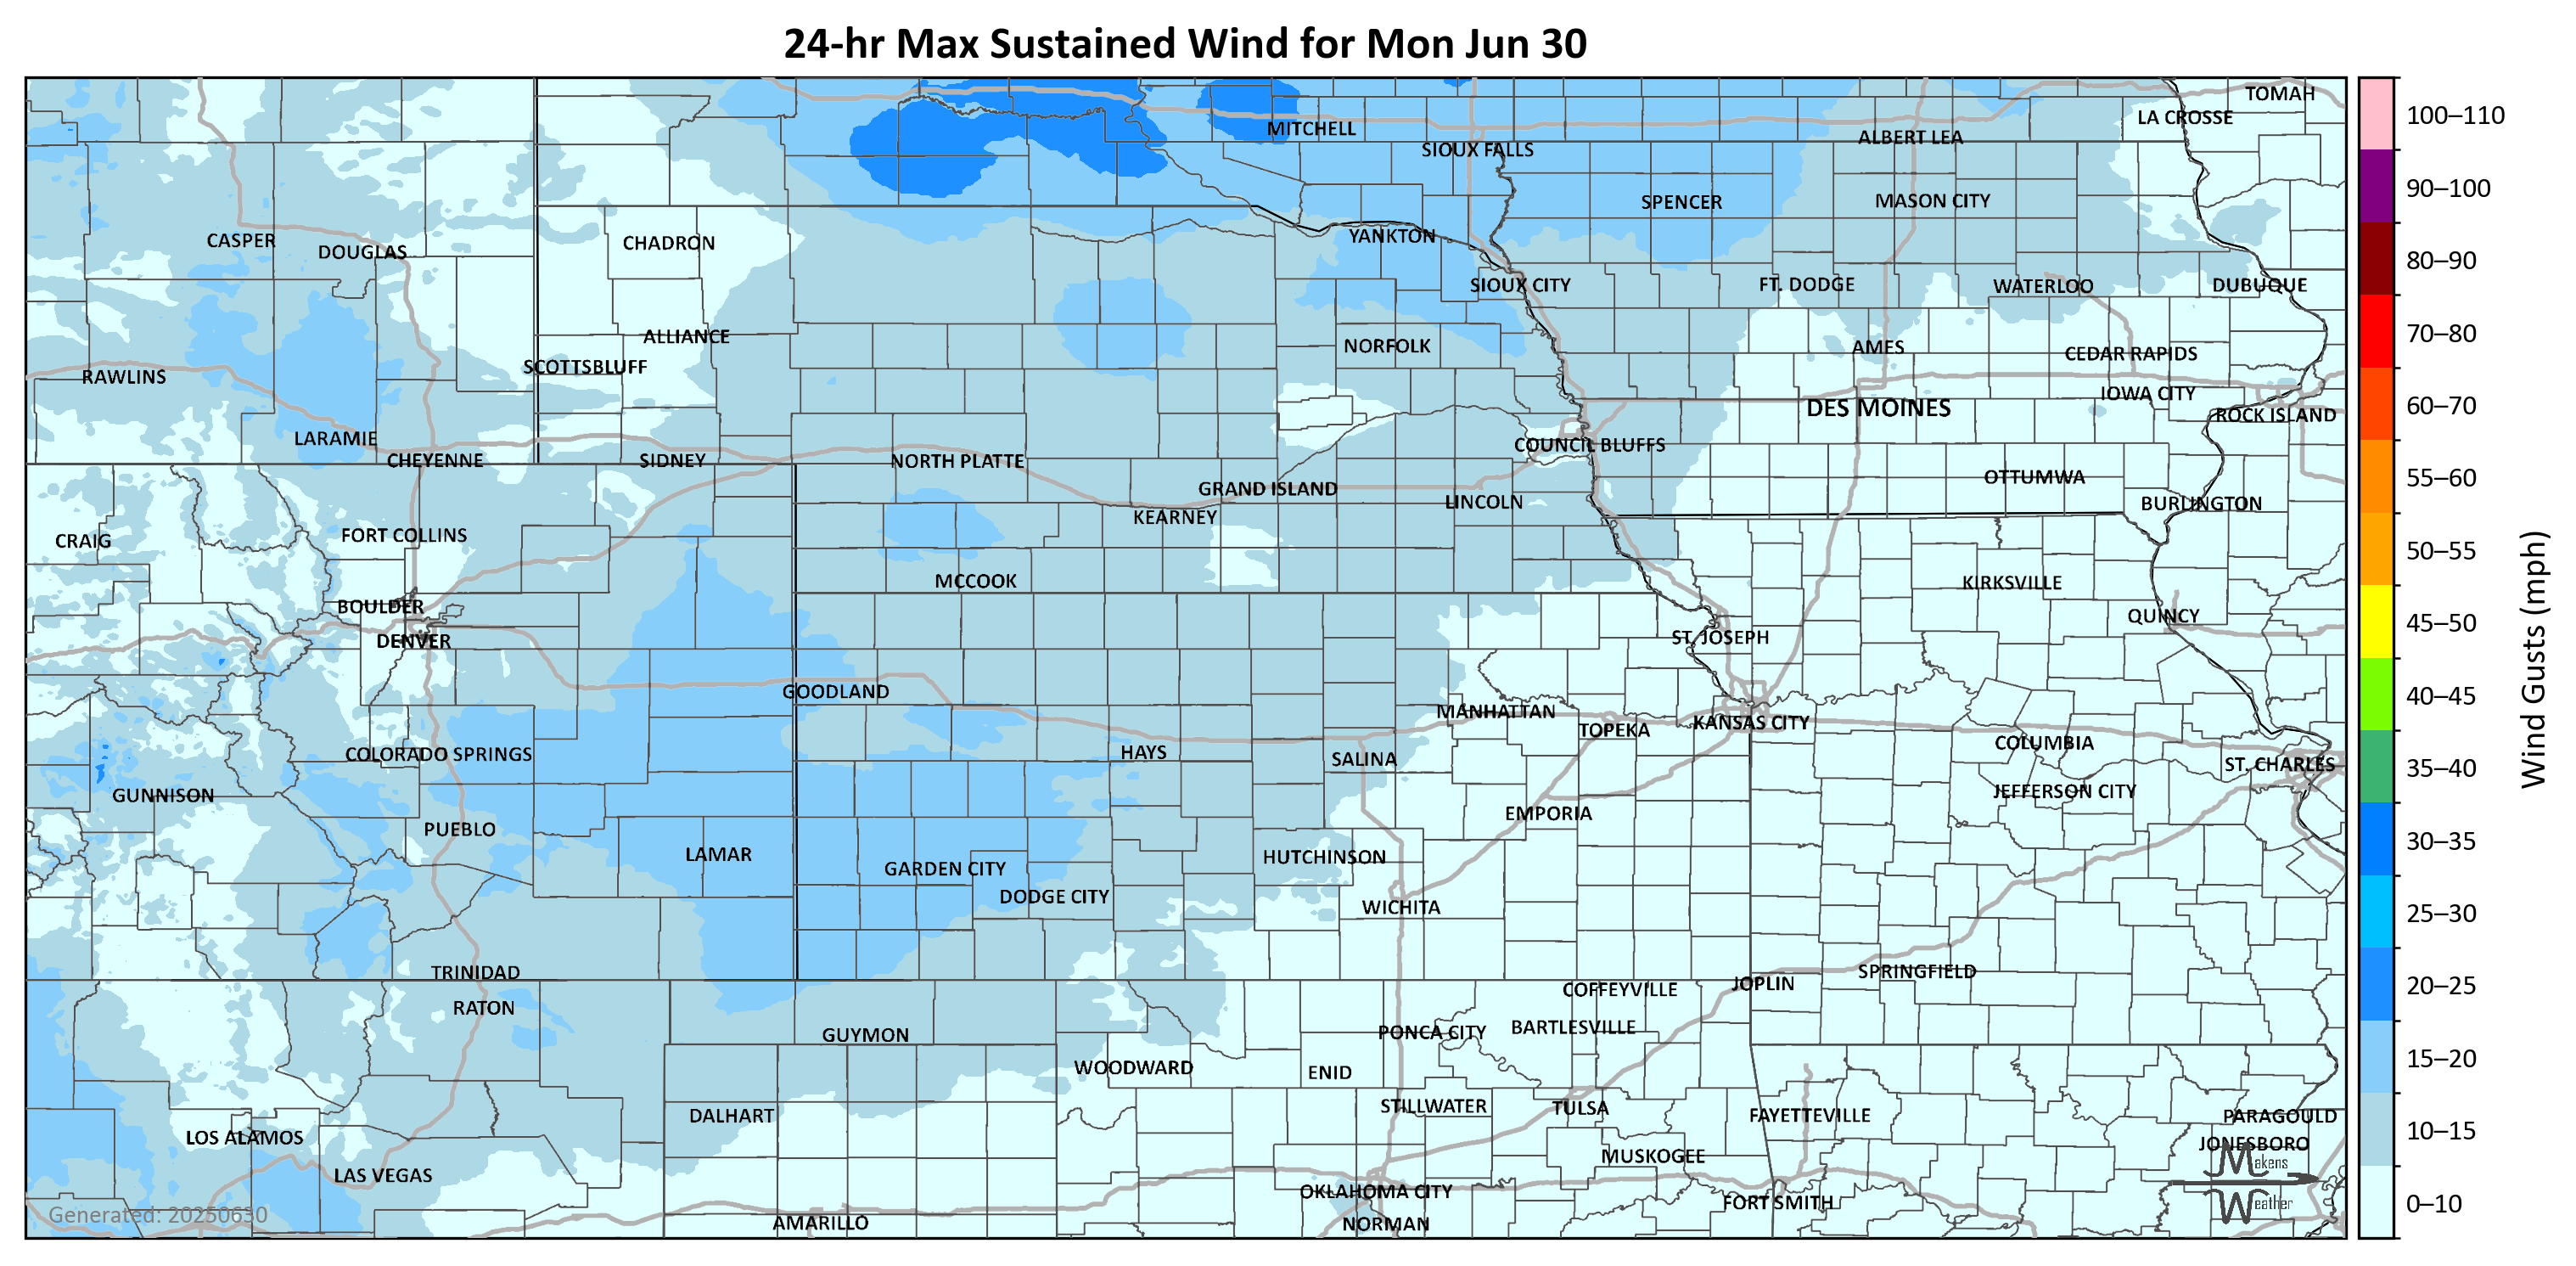 24-hr Max Sustained Wind for Mon Jun 30
TOMAH
LA CROSSE
MITCHELL
ALBERT LEA
SIOUX FALLS
SPENCER
MASON CITY
CASPER
DOUGLAS
CHADRON
YANKTON
SIOUX CITY
FT. DODGE
WATERLOO
DUBUQUE
ALLIANCE
NORFOLK
AMES
CEDAR RAPIDS
SCOTTSBLUFF
RAWLINS
IOWA CITY
DES MOINES
ROCK ISLAND
LARAMIE
COUNCIL BLUFFS
CHEYENNE
SIDNEY
NORTH PLATTE
OTTUMWA
GRAND ISLAND
LINCOLN
BURLINGTON
KEARNEY
FORT COLLINS
CRAIG
MCCOOK
KIRKSVILLE
BOULDER
QUINCY
DENVER
ST. JOSEPH
GOODLAND
MANHATTAN
TOPEKA
KANSAS CITY
COLUMBIA
COLORADO SPRINGS
HAYS
SALINA
ST. CHARLES
GUNNISON
JEFFERSON CITY
EMPORIA
PUEBLO
LAMAR
HUTCHINSON
GARDEN CITY
DODGE CITY
WICHITA
TRINIDAD
SPRINGFIELD
JOPLIN
COFFEYVILLE
RATON
GUYMON
PONCA CITY
BARTLESVILLE
WOODWARD
ENID
DALHART
STILLWATER
TULSA
FAYETTEVILLE
PARAGOULD
LOS ALAMOS
JONESBORO
MUSKOGEE
LAS VEGAS
OKLAHOMA CITY
FORT SMITH
AMARILLO
NORMAN
Makens
Weather
Generated: 20250630
100–110
90–100
80–90
70–80
60–70
55–60
50–55
45–50
40–45
35–40
30–35
25–30
20–25
15–20
10–15
0–10
Wind Gusts (mph)